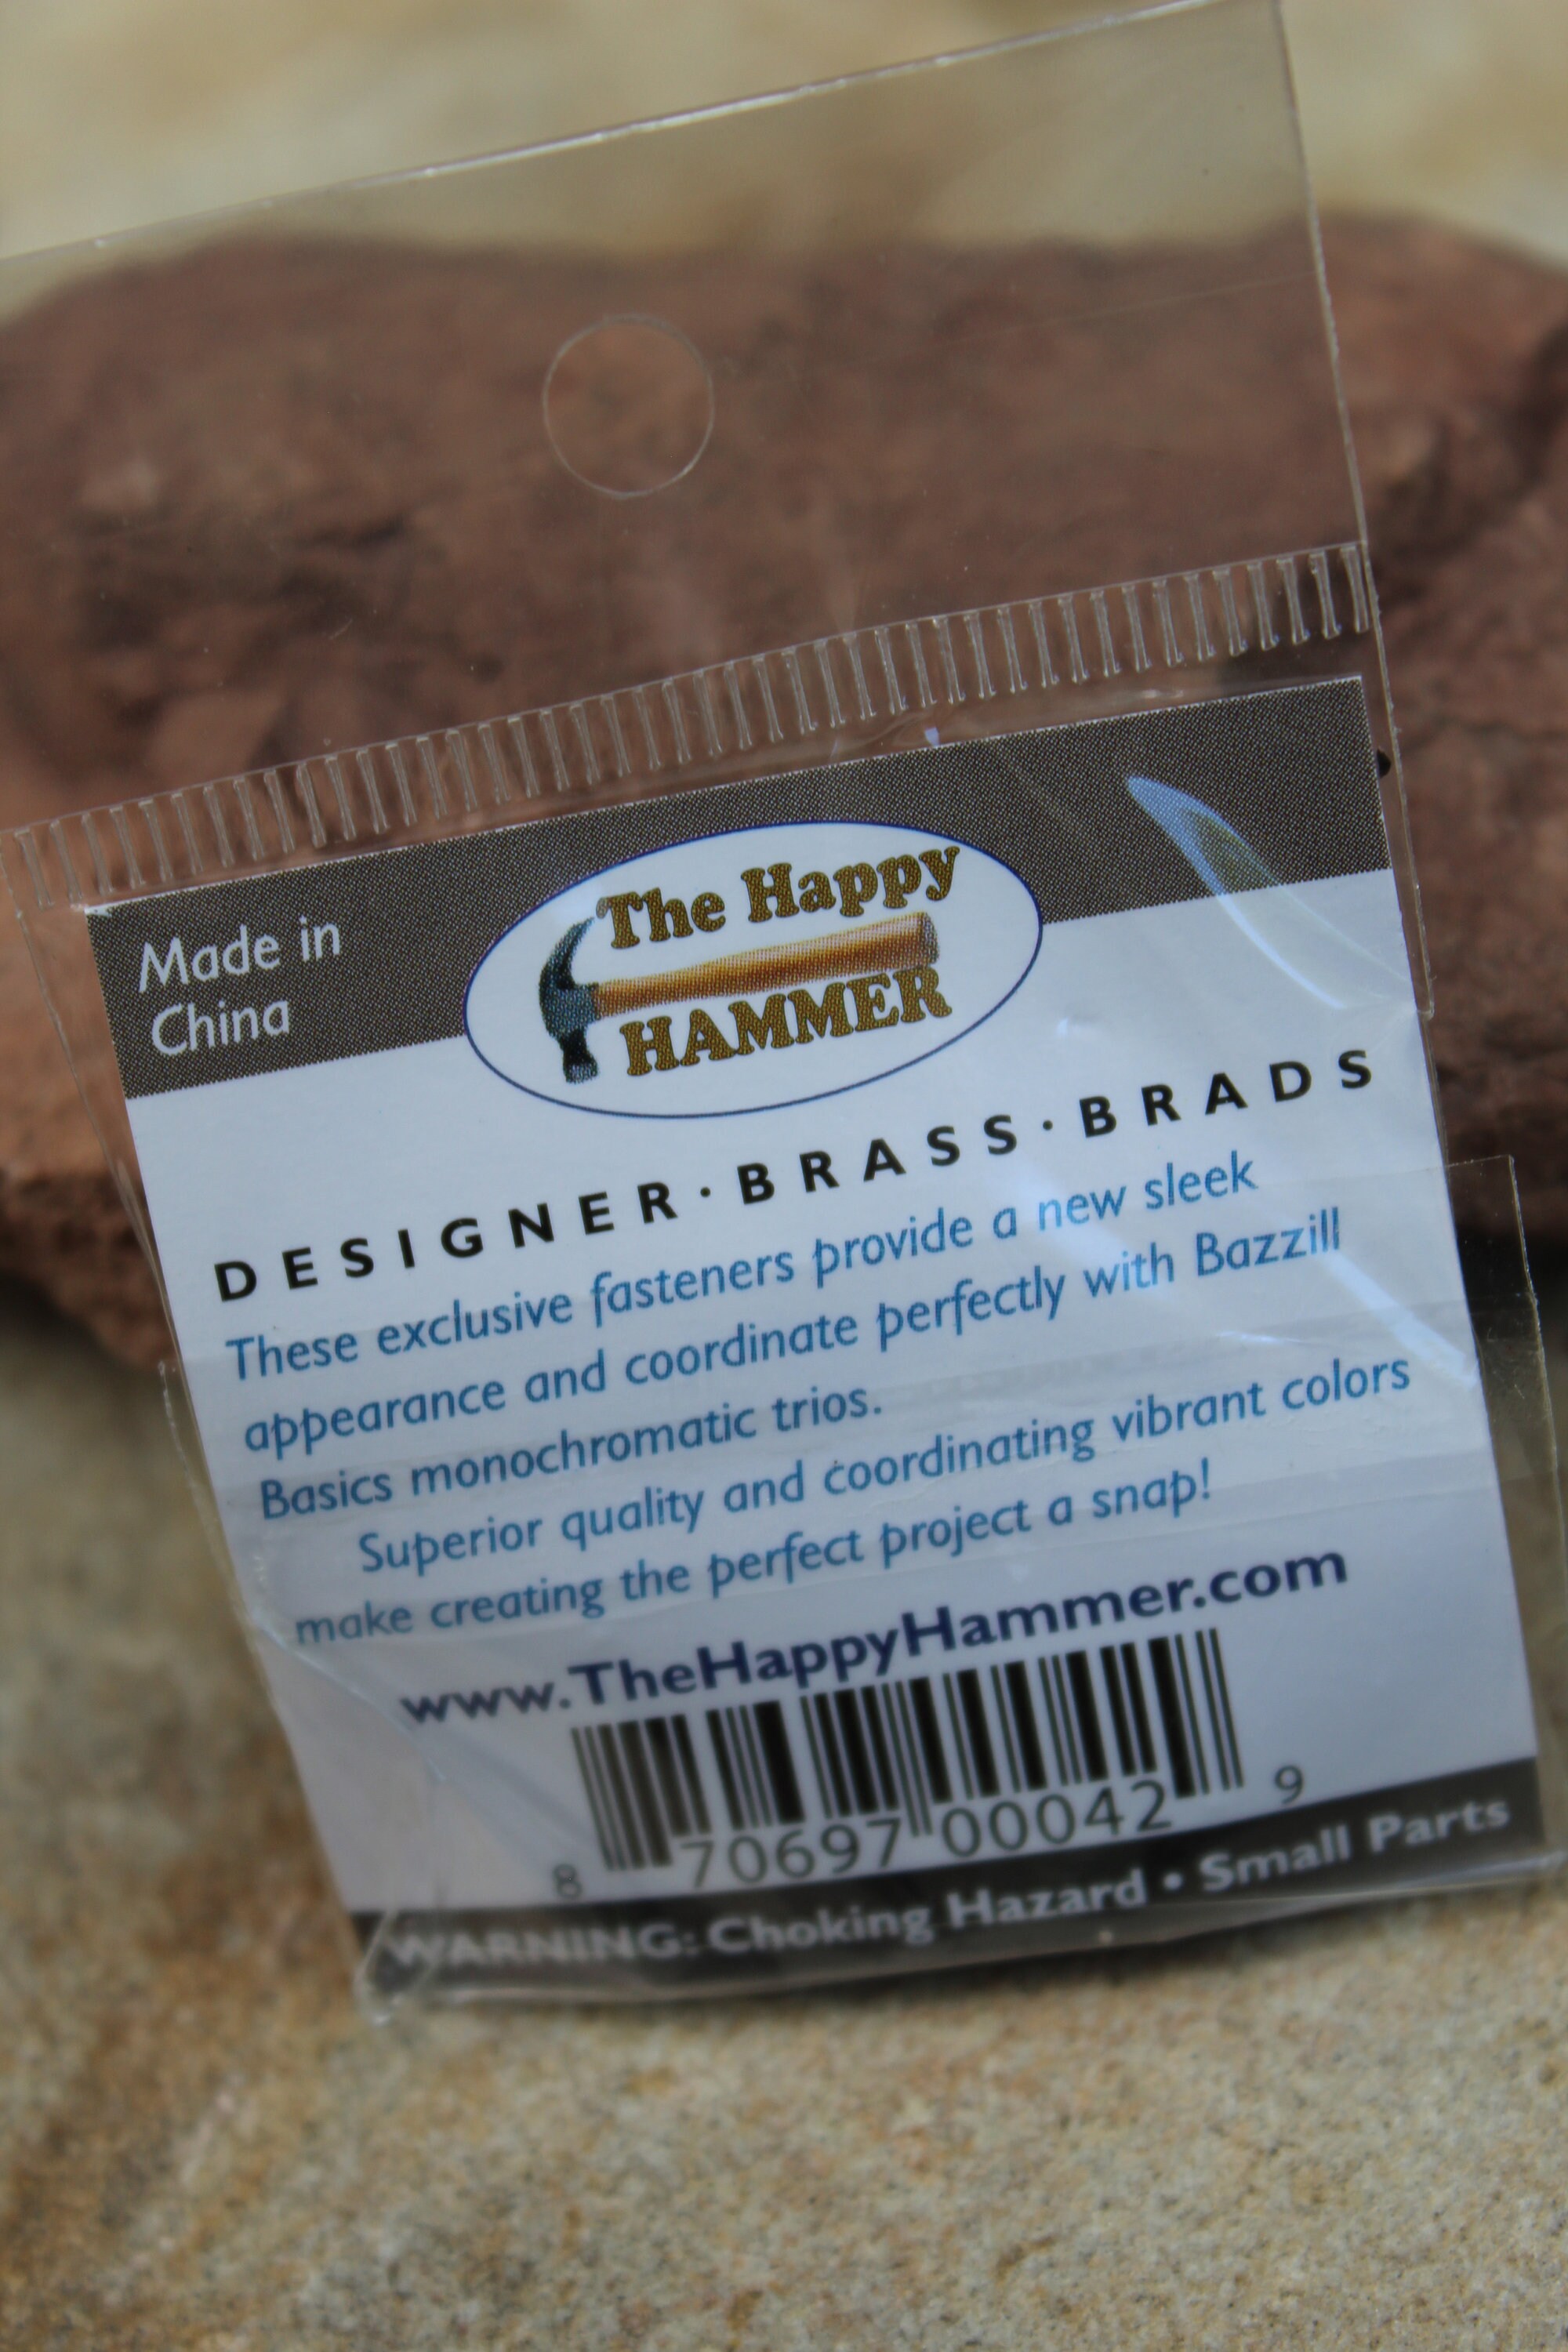 Made in
China
The Happy
HAMMER
DESIGNER·BRASS·BRADS
These exclusive fasteners provide a new sleek
appearance and coordinate perfectly with Bazzill
Basics monochromatic trios.
Superior quality and coordinating vibrant colors
make creating the perfect project a snap!
www.TheHappyHammer.com
8 70697 00042 9
WARNING: Choking Hazard • Small Parts